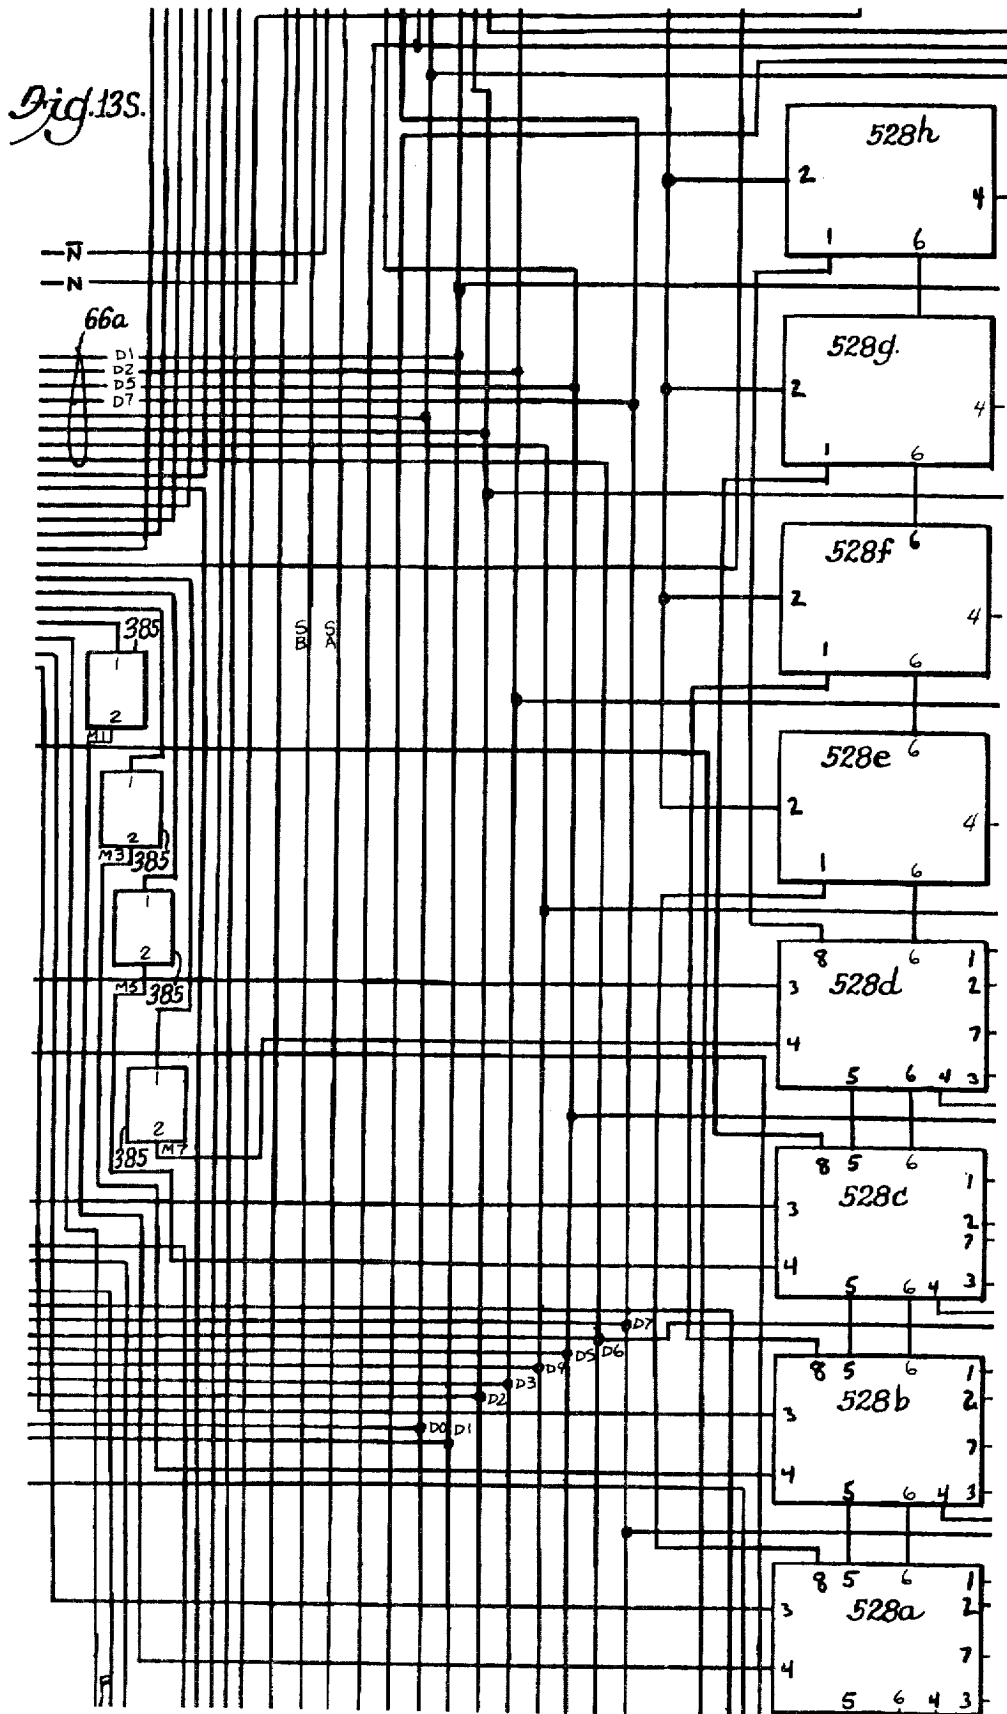 Fig. 13S.
528h
2
4
1 6
N̅
N
66a
528g.
D1
D2
D5
D7
2
4
1 6
6
528f
2
4
S S
B A
385
1
1 6
2
M1
6
528e
1
2
4
2
M3 385
1
1 6
8 6
1
528d
2
3
2
M5
385
7
4
5 6 4 3
1
2
385 M7
8 5 6
528c
1
3
2
7
4
3
5 6 4
D7
D5 D6
D4
8 5 6
1
D3
528b
2
D2
3
D0 D1
7
4
5 6 4 3
8 5 6
1
528a
3
2
7
4
5 6 4 3